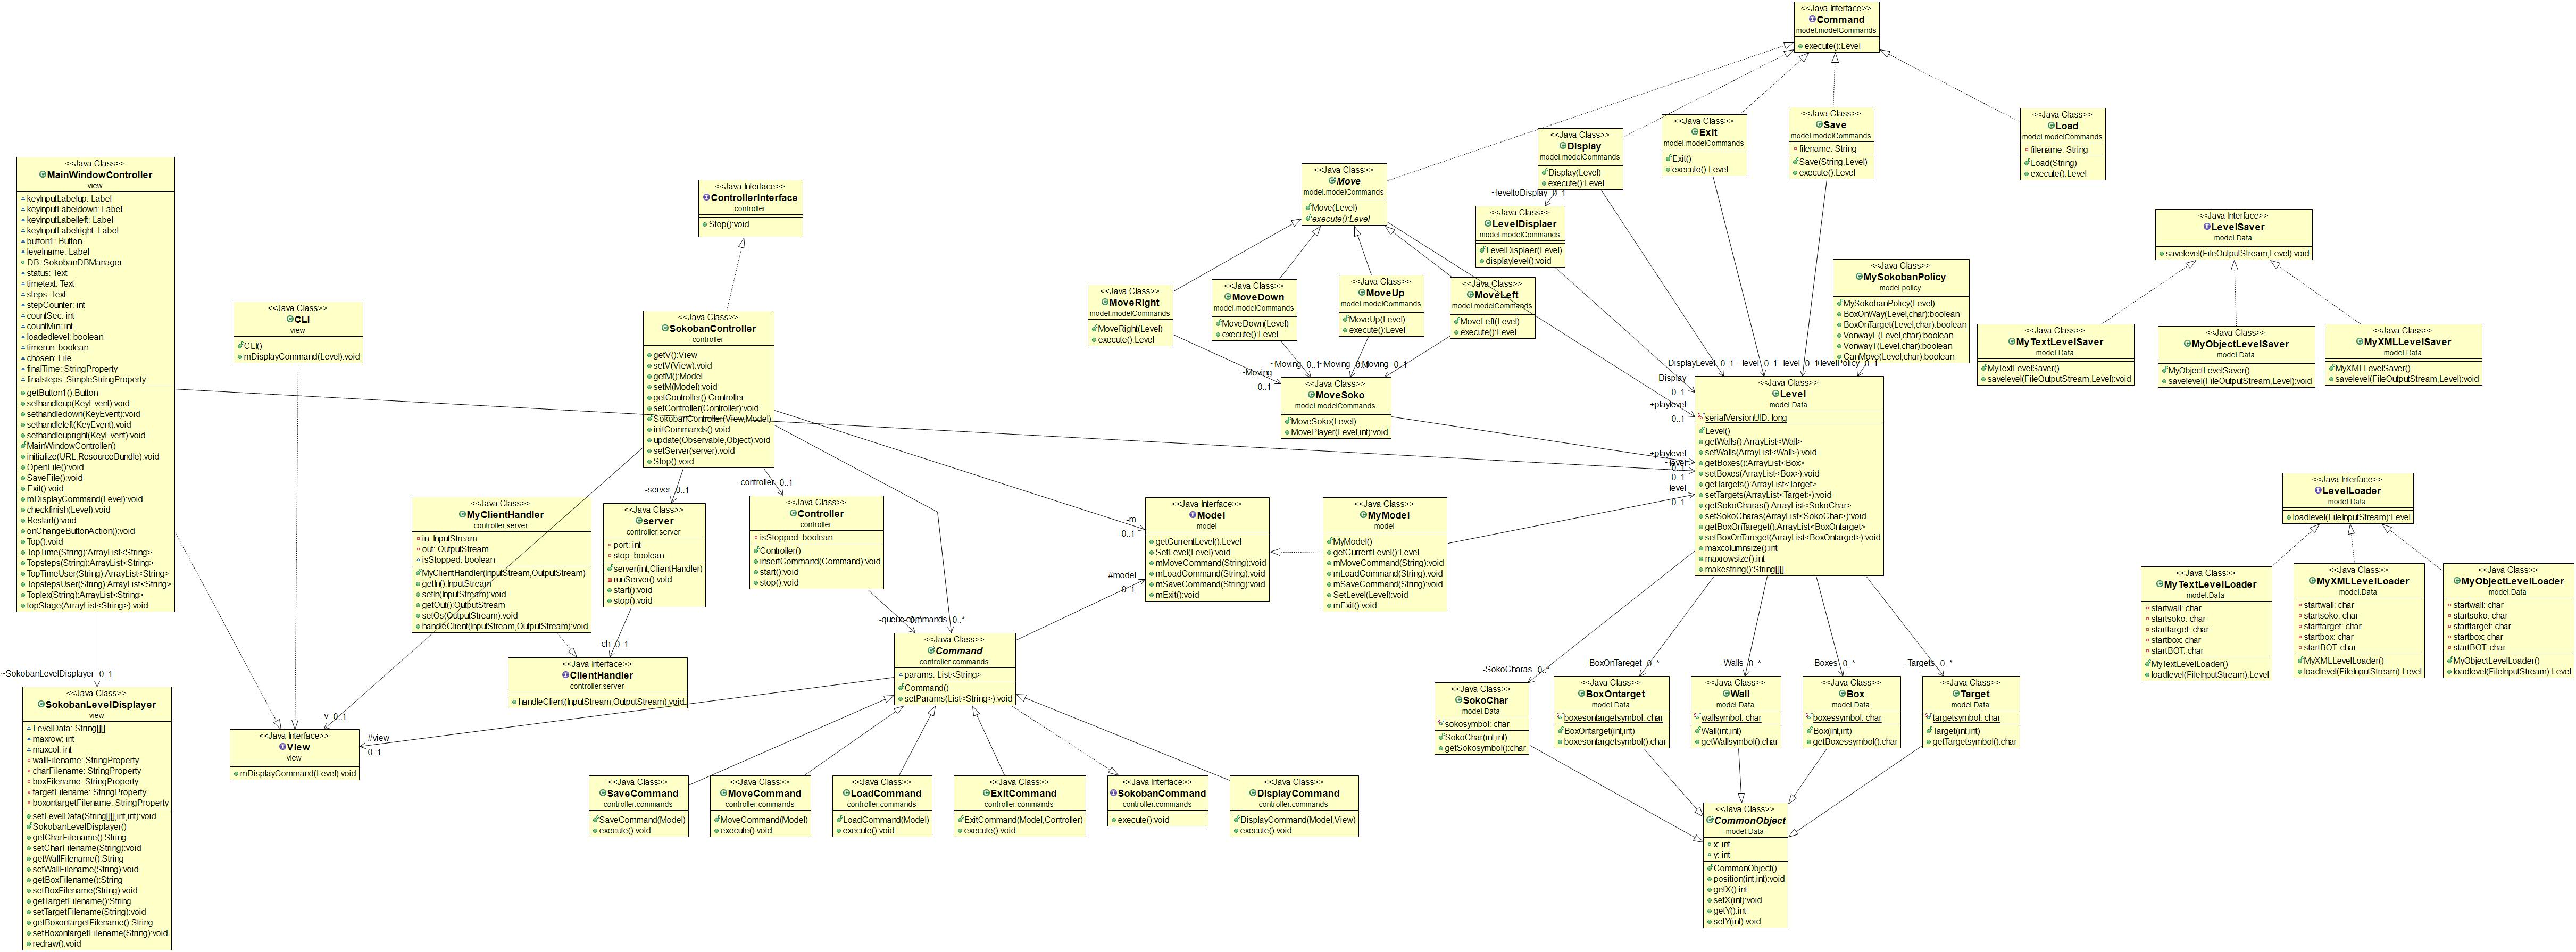 <<Java Interface>>
Command
model.modelCommands
execute():Level
<<Java Class>>
Display
model.modelCommands
Display(Level)
execute():Level
<<Java Class>>
Exit
model.modelCommands
Exit()
execute():Level
<<Java Class>>
Save
model.modelCommands
filename: String
Save(String,Level)
execute():Level
<<Java Class>>
Load
model.modelCommands
filename: String
Load(String)
execute():Level
<<Java Class>>
Move
model.modelCommands
Move(Level)
execute():Level
~leveltoDisplay 0..1
<<Java Class>>
LevelDisplaer
model.modelCommands
LevelDisplaer(Level)
displaylevel():void
<<Java Class>>
MainWindowController
view
keyInputLabelup: Label
keyInputLabeldown: Label
keyInputLabelleft: Label
keyInputLabelright: Label
button1: Button
levelname: Label
DB: SokobanDBManager
status: Text
timetext: Text
steps: Text
stepCounter: int
countSec: int
countMin: int
loadedlevel: boolean
timerun: boolean
chosen: File
finalTime: StringProperty
finalsteps: SimpleStringProperty
getButton1():Button
sethandleup(KeyEvent):void
sethandledown(KeyEvent):void
sethandleleft(KeyEvent):void
sethandleupright(KeyEvent):void
MainWindowController()
initialize(URL,ResourceBundle):void
OpenFile():void
SaveFile():void
Exit():void
mDisplayCommand(Level):void
checkfinish(Level):void
Restart():void
onChangeButtonAction():void
Top():void
TopTime(String):ArrayList<String>
Topsteps(String):ArrayList<String>
TopTimeUser(String):ArrayList<String>
TopstepsUser(String):ArrayList<String>
Toplex(String):ArrayList<String>
topStage(ArrayList<String>):void
<<Java Class>>
CLI
view
CLI()
mDisplayCommand(Level):void
<<Java Interface>>
ControllerInterface
controller
Stop():void
<<Java Class>>
SokobanController
controller
getV():View
setV(View):void
getM():Model
setM(Model):void
getController():Controller
setController(Controller):void
SokobanController(View,Model)
initCommands():void
update(Observable,Object):void
setServer(server):void
Stop():void
<<Java Class>>
MoveRight
model.modelCommands
MoveRight(Level)
execute():Level
<<Java Class>>
MoveDown
model.modelCommands
MoveDown(Level)
execute():Level
<<Java Class>>
MoveUp
model.modelCommands
MoveUp(Level)
execute():Level
<<Java Class>>
MoveLeft
model.modelCommands
MoveLeft(Level)
execute():Level
<<Java Class>>
MySokobanPolicy
model.policy
MySokobanPolicy(Level)
BoxOnWay(Level,char):boolean
BoxOnTarget(Level,char):boolean
VonwayE(Level,char):boolean
VonwayT(Level,char):boolean
CanMove(Level,char):boolean
<<Java Interface>>
LevelSaver
model.Data
savelevel(FileOutputStream,Level):void
<<Java Class>>
MyTextLevelSaver
model.Data
MyTextLevelSaver()
savelevel(FileOutputStream,Level):void
<<Java Class>>
MyObjectLevelSaver
model.Data
MyObjectLevelSaver()
savelevel(FileOutputStream,Level):void
<<Java Class>>
MyXMLLevelSaver
model.Data
MyXMLLevelSaver()
savelevel(FileOutputStream,Level):void
~Moving
0..1
~Moving 0..1
~Moving
~Moving 0..1
<<Java Class>>
MoveSoko
model.modelCommands
MoveSoko(Level)
MovePlayer(Level,int):void
-DisplayLevel 0..1
-level 0..1
-level 0..1
-Display
0..1
+playlevel
0..1
+playlevel
~level
0..1
-level
0..1
<<Java Class>>
Level
model.Data
serialVersionUID: long
Level()
getWalls():ArrayList<Wall>
setWalls(ArrayList<Wall>):void
getBoxes():ArrayList<Box>
setBoxes(ArrayList<Box>):void
getTargets():ArrayList<Target>
setTargets(ArrayList<Target>):void
getSokoCharas():ArrayList<SokoChar>
setSokoCharas(ArrayList<SokoChar>):void
getBoxOnTareget():ArrayList<BoxOntarget>
setBoxOnTareget(ArrayList<BoxOntarget>):void
maxcolumnsize():int
maxrowsize():int
makestring():String[][]
-server 0..1
-controller 0..1
<<Java Class>>
MyClientHandler
controller.server
in: InputStream
out: OutputStream
isStopped: boolean
MyClientHandler(InputStream,OutputStream)
getIn():InputStream
setIn(InputStream):void
getOut():OutputStream
setOs(OutputStream):void
handleClient(InputStream,OutputStream):void
<<Java Class>>
server
controller.server
port: int
stop: boolean
server(int,ClientHandler)
runServer():void
start():void
stop():void
<<Java Class>>
Controller
controller
isStopped: boolean
Controller()
insertCommand(Command):void
start():void
stop():void
-m
0..1
<<Java Interface>>
Model
model
getCurrentLevel():Level
SetLevel(Level):void
mMoveCommand(String):void
mLoadCommand(String):void
mSaveCommand(String):void
mExit():void
<<Java Class>>
MyModel
model
MyModel()
getCurrentLevel():Level
mMoveCommand(String):void
mLoadCommand(String):void
mSaveCommand(String):void
SetLevel(Level):void
mExit():void
<<Java Interface>>
LevelLoader
model.Data
loadlevel(FileInputStream):Level
<<Java Class>>
MyTextLevelLoader
model.Data
startwall: char
startsoko: char
starttarget: char
startbox: char
startBOT: char
MyTextLevelLoader()
loadlevel(FileInputStream):Level
<<Java Class>>
MyXMLLevelLoader
model.Data
startwall: char
startsoko: char
starttarget: char
startbox: char
startBOT: char
MyXMLLevelLoader()
loadlevel(FileInputStream):Level
<<Java Class>>
MyObjectLevelLoader
model.Data
startwall: char
startsoko: char
starttarget: char
startbox: char
startBOT: char
MyObjectLevelLoader()
loadlevel(FileInputStream):Level
#model
0..1
-ch 0..1
<<Java Interface>>
ClientHandler
controller.server
handleClient(InputStream,OutputStream):void
<<Java Class>>
Command
controller.commands
params: List<String>
Command()
setParams(List<String>):void
~SokobanLevelDisplayer 0..1
<<Java Class>>
SokobanLevelDisplayer
view
LevelData: String[][]
maxrow: int
maxcol: int
wallFilename: StringProperty
charFilename: StringProperty
boxFilename: StringProperty
targetFilename: StringProperty
boxontargetFilename: StringProperty
setLevelData(String[][],int,int):void
SokobanLevelDisplayer()
getCharFilename():String
setCharFilename(String):void
getWallFilename():String
setWallFilename(String):void
getBoxFilename():String
setBoxFilename(String):void
getTargetFilename():String
setTargetFilename(String):void
getBoxontargetFilename():String
setBoxontargetFilename(String):void
redraw():void
-v 0..1
#view
0..1
<<Java Interface>>
View
view
mDisplayCommand(Level):void
<<Java Class>>
SaveCommand
controller.commands
SaveCommand(Model)
execute():void
<<Java Class>>
MoveCommand
controller.commands
MoveCommand(Model)
execute():void
<<Java Class>>
LoadCommand
controller.commands
LoadCommand(Model)
execute():void
<<Java Class>>
ExitCommand
controller.commands
ExitCommand(Model,Controller)
execute():void
<<Java Interface>>
SokobanCommand
controller.commands
execute():void
<<Java Class>>
DisplayCommand
controller.commands
DisplayCommand(Model,View)
execute():void
-SokoCharas 0..*
-BoxOnTareget 0..*
-Walls 0..*
-Boxes 0..*
-Targets 0..*
<<Java Class>>
SokoChar
model.Data
sokosymbol: char
SokoChar(int,int)
getSokosymbol():char
<<Java Class>>
BoxOntarget
model.Data
boxesontargetsymbol: char
BoxOntarget(int,int)
boxesontargetsymbol():char
<<Java Class>>
Wall
model.Data
wallsymbol: char
Wall(int,int)
getWallsymbol():char
<<Java Class>>
Box
model.Data
boxessymbol: char
Box(int,int)
getBoxessymbol():char
<<Java Class>>
Target
model.Data
targetsymbol: char
Target(int,int)
getTargetsymbol():char
<<Java Class>>
CommonObject
model.Data
x: int
y: int
CommonObject()
position(int,int):void
getX():int
setX(int):void
getY():int
setY(int):void